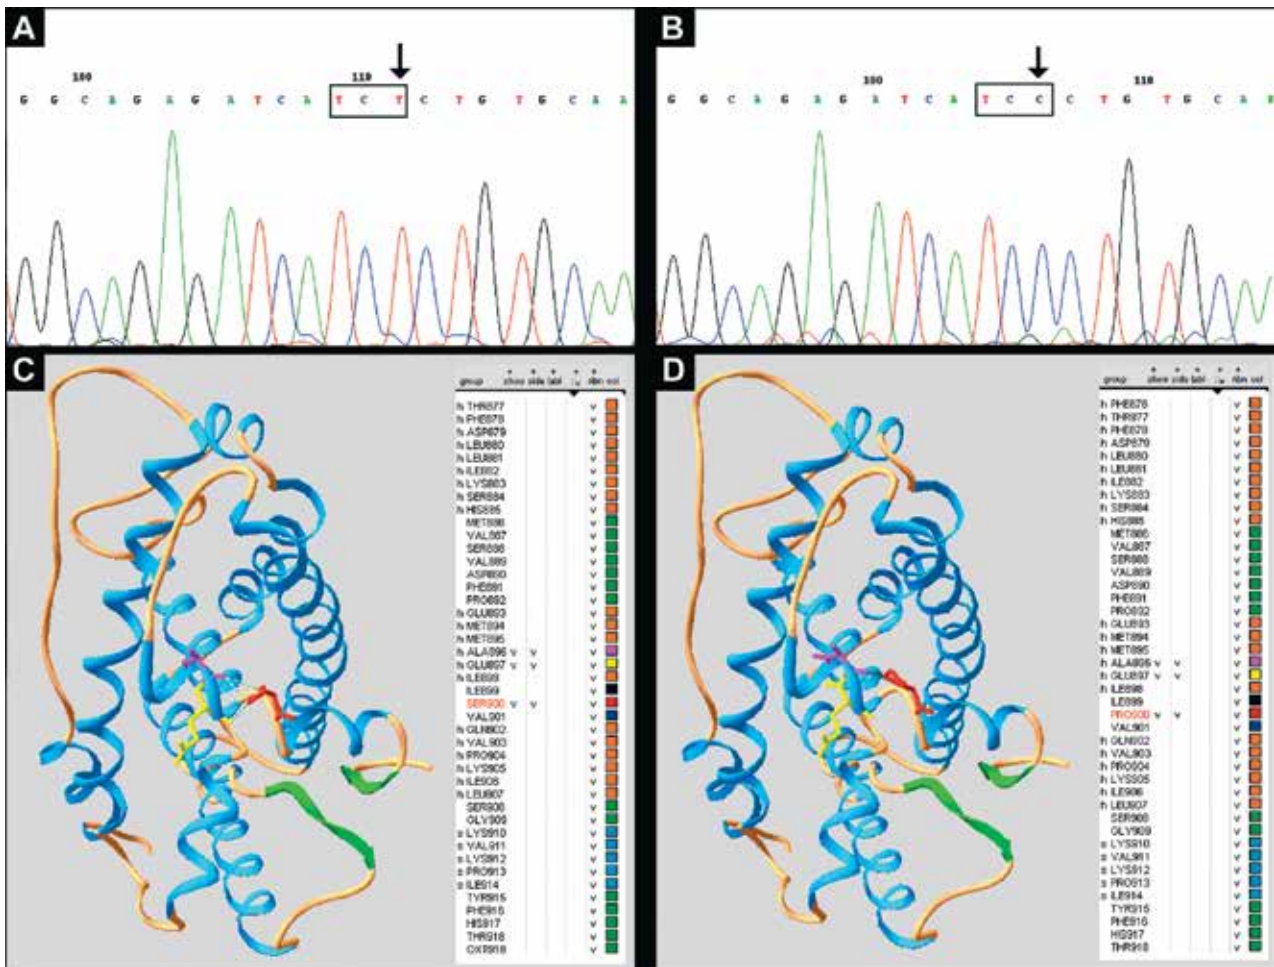 A
100 110
G G C A G A G A T C A T C T C T G T G C A A
B
100 110
G G C A G A G A T C A T C C C T G T G C A
C
group show side labl ribn col
h THR877 v
h PHE878 v
h ASP879 v
h LEU880 v
h LEU881 v
h ILE882 v
h LYS883 v
h SER884 v
h HIS885 v
MET886 v
VAL887 v
SER888 v
VAL889 v
ASP890 v
PHE891 v
PRO892 v
h GLU893 v
h MET894 v
h MET895 v
h ALA896 v v v
h GLU897 v v v
h ILE898 v
ILE899 v
SER900 v v v
VAL901 v
h GLN902 v
h VAL903 v
h PRO904 v
h LYS905 v
h ILE906 v
h LEU907 v
SER908 v
GLY909 v
s LYS910 v
s VAL911 v
s LYS912 v
s PRO913 v
s ILE914 v
TYR915 v
PHE916 v
HIS917 v
THR918 v
OXT918 v
D
group show side labl ribn col
h PHE876 v
h THR877 v
h PHE878 v
h ASP879 v
h LEU880 v
h LEU881 v
h ILE882 v
h LYS883 v
h SER884 v
h HIS885 v
MET886 v
VAL887 v
SER888 v
VAL889 v
ASP890 v
PHE891 v
PRO892 v
h GLU893 v
h MET894 v
h MET895 v
h ALA896 v v v
h GLU897 v v v
h ILE898 v
ILE899 v
PRO900 v v v
VAL901 v
h GLN902 v
h VAL903 v
h PRO904 v
h LYS905 v
h ILE906 v
h LEU907 v
SER908 v
GLY909 v
s LYS910 v
s VAL911 v
s LYS912 v
s PRO913 v
s ILE914 v
TYR915 v
PHE916 v
HIS917 v
THR918 v